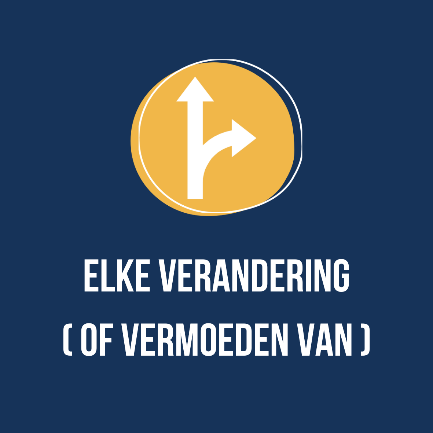 ELKE VERANDERING
( OF VERMOEDEN VAN )